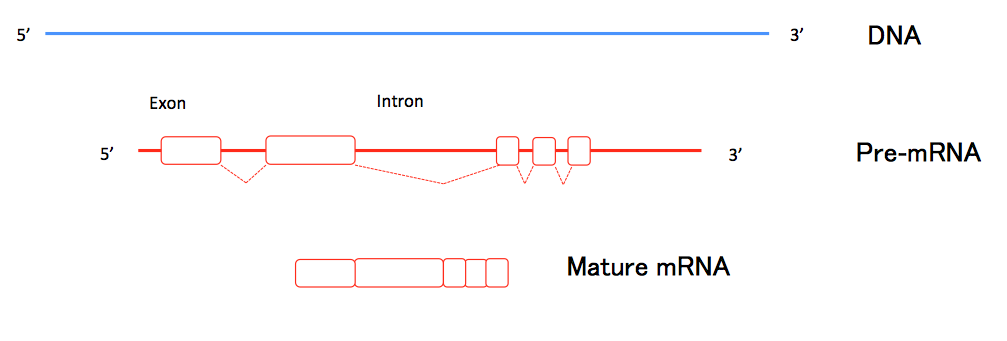 5’ 3’ DNA
Exon Intron
5’ 3’ Pre-mRNA
Mature mRNA